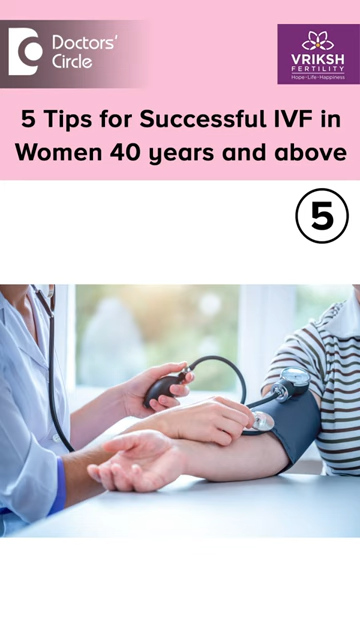 Doctors'
Circle
VRIKSH
FERTILITY
Hope•Life•Happiness
5 Tips for Successful IVF in
Women 40 years and above
5